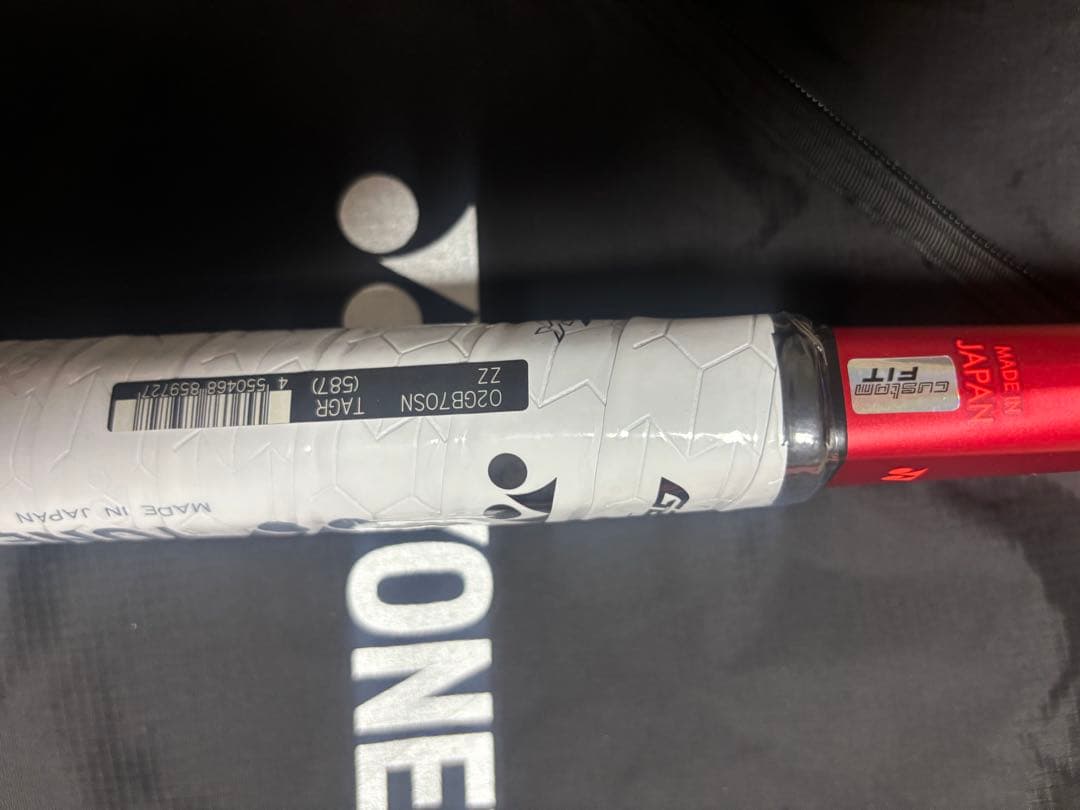 02GB70SN
ZZ
TAGR
(587)
4 550468 859727
MADE IN JAPAN
CUSTOM
FIT
MADE IN
JAPAN
YONE